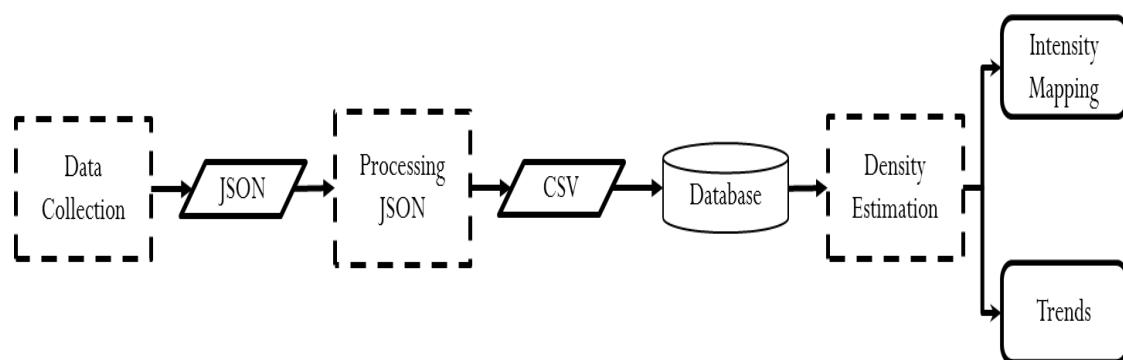 Data
Collection
JSON
Processing
JSON
CSV
Database
Density
Estimation
Intensity
Mapping
Trends